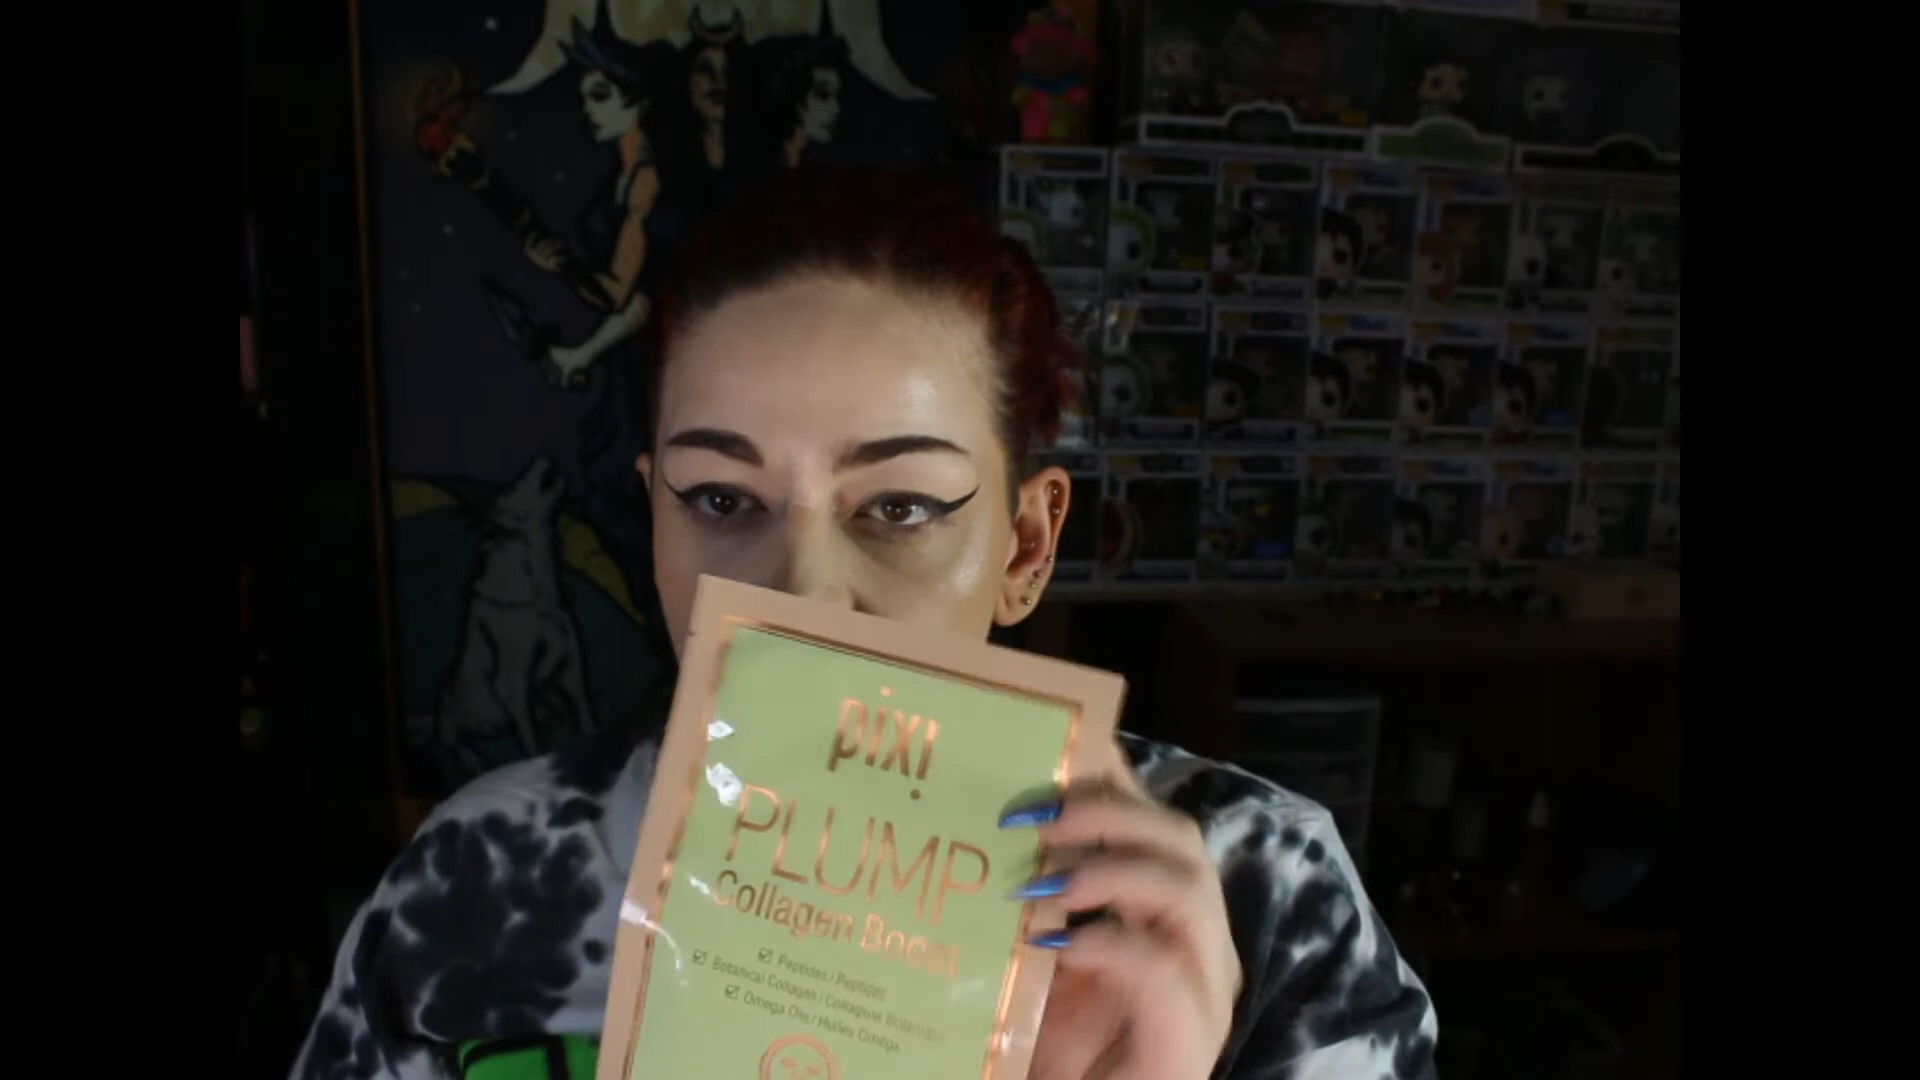 pixi
PLUMP
Collagen Boost
☑ Peptides / Peptides
☑ Botanical Collagen / Collagène Botanique
☑ Omega Oils / Huiles Oméga